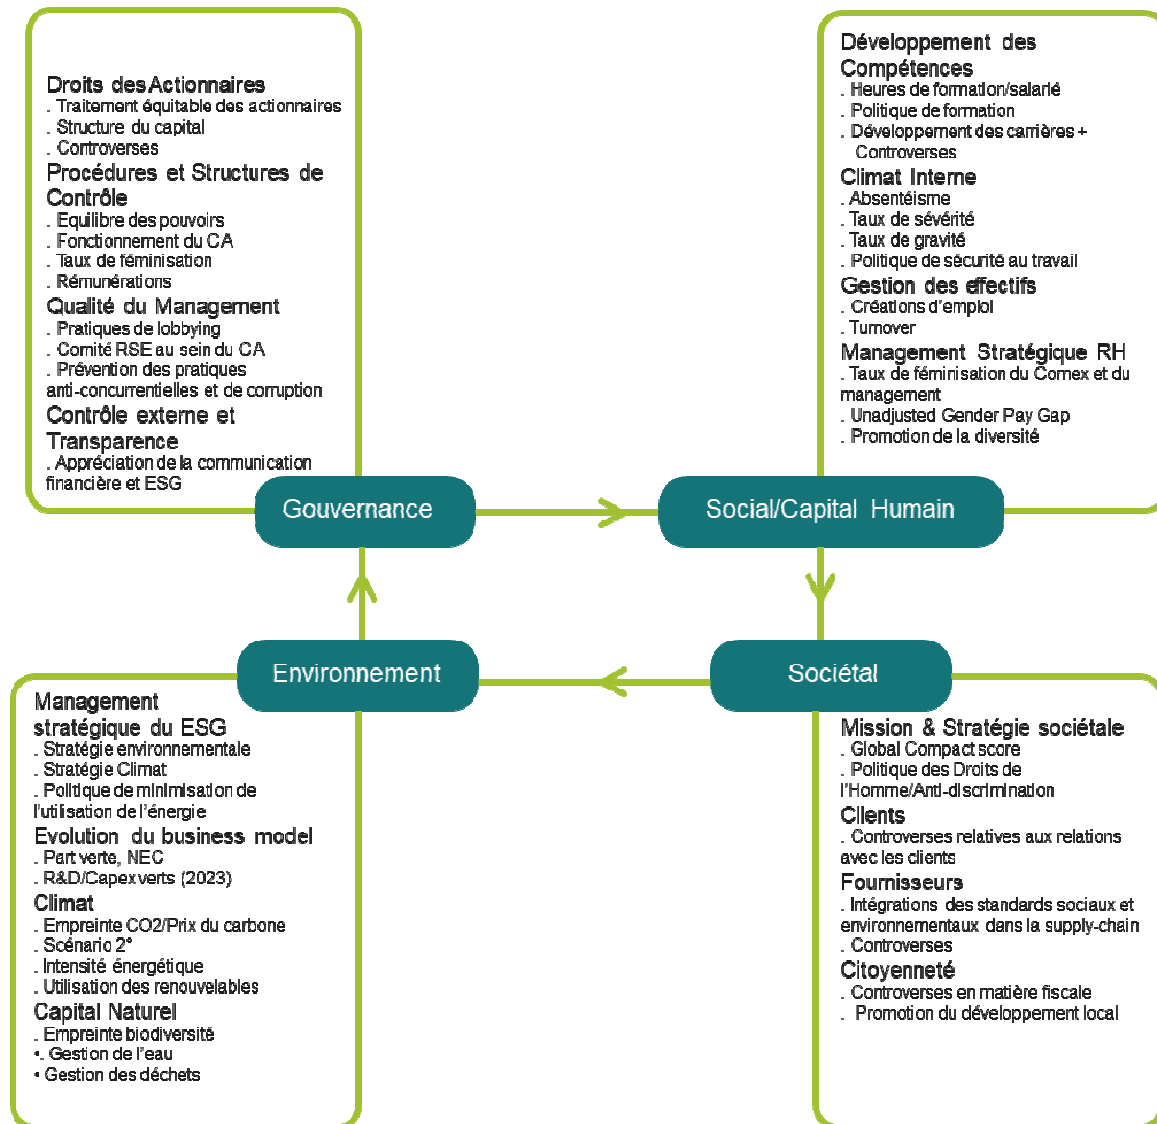 Droits des Actionnaires
. Traitement équitable des actionnaires
. Structure du capital
. Controverses
Procédures et Structures de
Contrôle
. Equilibre des pouvoirs
. Fonctionnement du CA
. Taux de féminisation
. Rémunérations
Qualité du Management
. Pratiques de lobbying
. Comité RSE au sein du CA
. Prévention des pratiques
anti-concurrentielles et de corruption
Contrôle externe et
Transparence
. Appréciation de la communication
financière et ESG
Gouvernance
Développement des
Compétences
. Heures de formation/salarié
. Politique de formation
. Développement des carrières +
Controverses
Climat Interne
. Absentéisme
. Taux de sévérité
. Taux de gravité
. Politique de sécurité au travail
Gestion des effectifs
. Créations d'emploi
. Turnover
Management Stratégique RH
. Taux de féminisation du Comex et du
management
. Unadjusted Gender Pay Gap
. Promotion de la diversité
Social/Capital Humain
Environnement
Management
stratégique du ESG
. Stratégie environnementale
. Stratégie Climat
. Politique de minimisation de
l'utilisation de l'énergie
Evolution du business model
. Part verte, NEC
. R&D/Capex verts (2023)
Climat
. Empreinte CO2/Prix du carbone
. Scénario 2°
. Intensité énergétique
. Utilisation des renouvelables
Capital Naturel
. Empreinte biodiversité
•. Gestion de l'eau
• Gestion des déchets
Sociétal
Mission & Stratégie sociétale
. Global Compact score
. Politique des Droits de
l'Homme/Anti-discrimination
Clients
. Controverses relatives aux relations
avec les clients
Fournisseurs
. Intégrations des standards sociaux et
environnementaux dans la supply-chain
. Controverses
Citoyenneté
. Controverses en matière fiscale
. Promotion du développement local